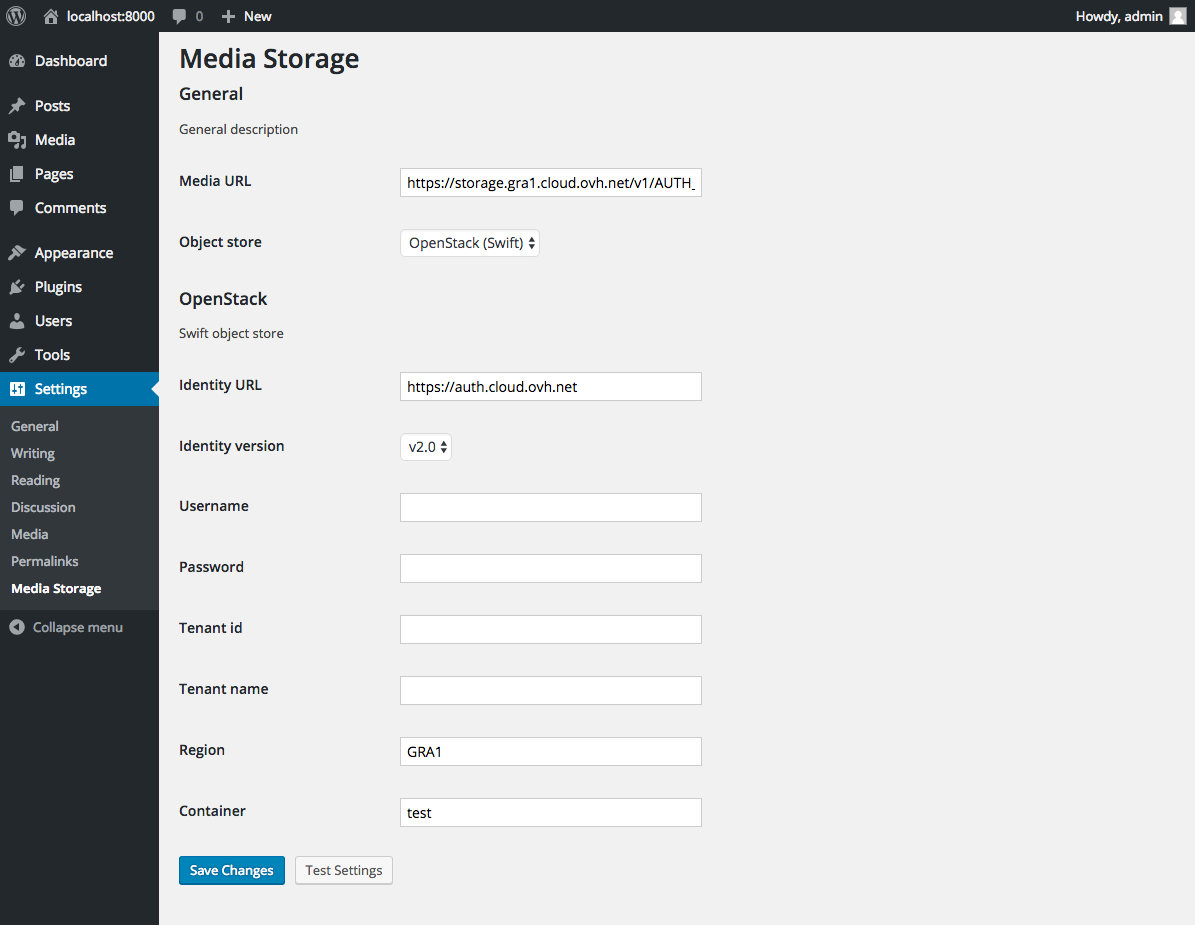 localhost:8000 0 New Howdy, admin
Dashboard
Posts
Media
Pages
Comments
Appearance
Plugins
Users
Tools
Settings
General
Writing
Reading
Discussion
Media
Permalinks
Media Storage
Collapse menu
Media Storage
General
General description
Media URL https://storage.gra1.cloud.ovh.net/v1/AUTH_
Object store OpenStack (Swift)
OpenStack
Swift object store
Identity URL https://auth.cloud.ovh.net
Identity version v2.0
Username
Password
Tenant id
Tenant name
Region GRA1
Container test
Save Changes Test Settings